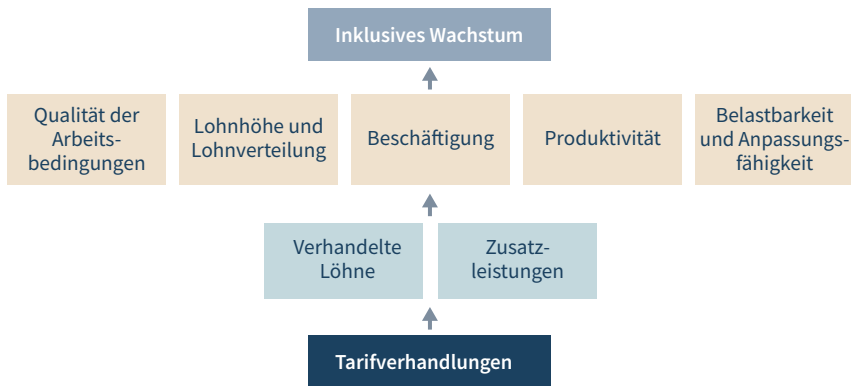 Inklusives Wachstum
Qualität der
Arbeits-
bedingungen
Lohnhöhe und
Lohnverteilung
Beschäftigung
Produktivität
Belastbarkeit
und Anpassungs-
fähigkeit
Verhandelte
Löhne
Zusatz-
leistungen
Tarifverhandlungen